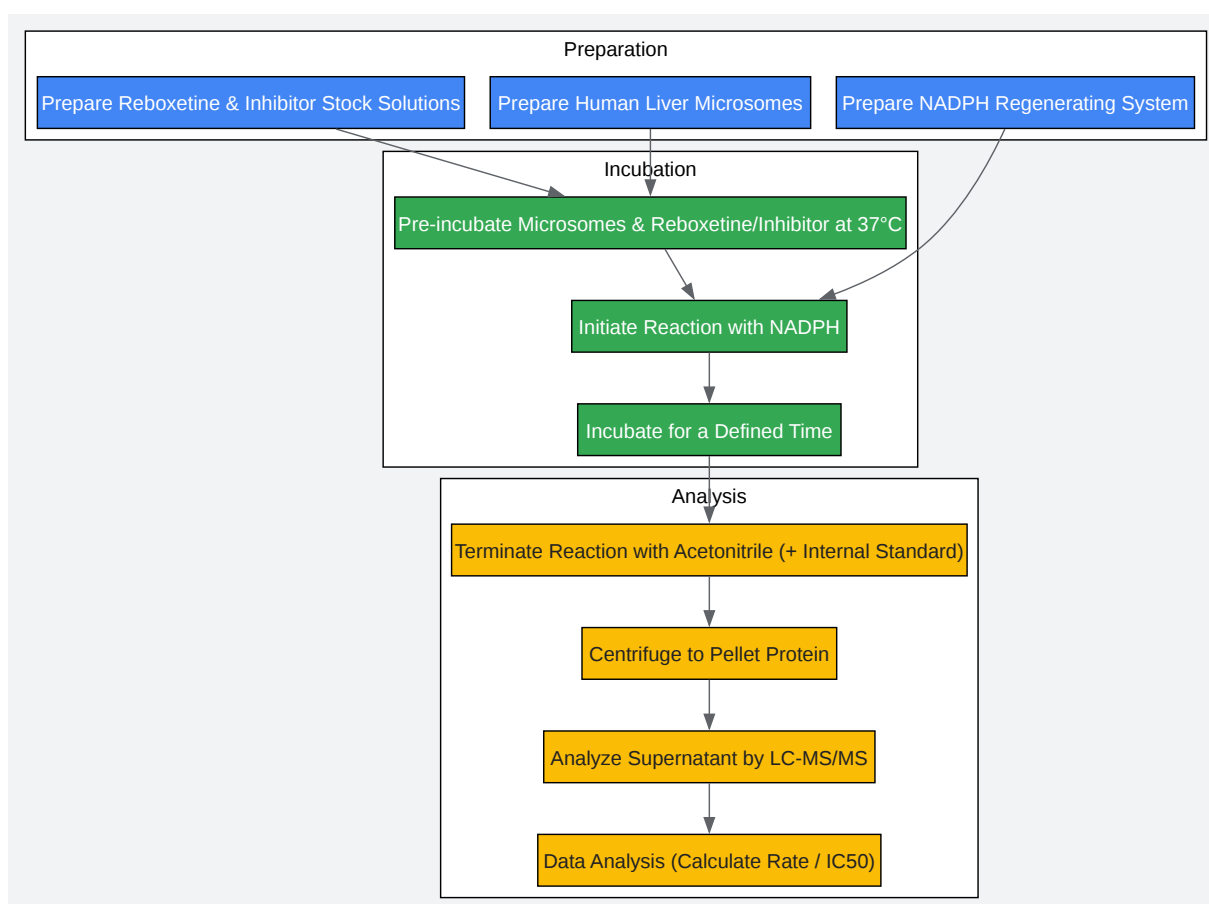 Preparation
Prepare Reboxetine & Inhibitor Stock Solutions
Prepare Human Liver Microsomes
Prepare NADPH Regenerating System
Incubation
Pre-incubate Microsomes & Reboxetine/Inhibitor at 37°C
Initiate Reaction with NADPH
Incubate for a Defined Time
Analysis
Terminate Reaction with Acetonitrile (+ Internal Standard)
Centrifuge to Pellet Protein
Analyze Supernatant by LC-MS/MS
Data Analysis (Calculate Rate / IC50)